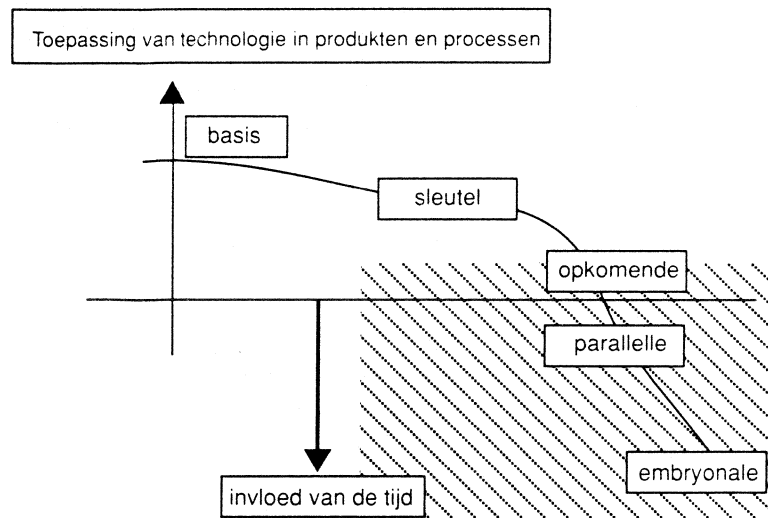 Toepassing van technologie in produkten en processen
basis
sleutel
opkomende
parallelle
embryonale
invloed van de tijd